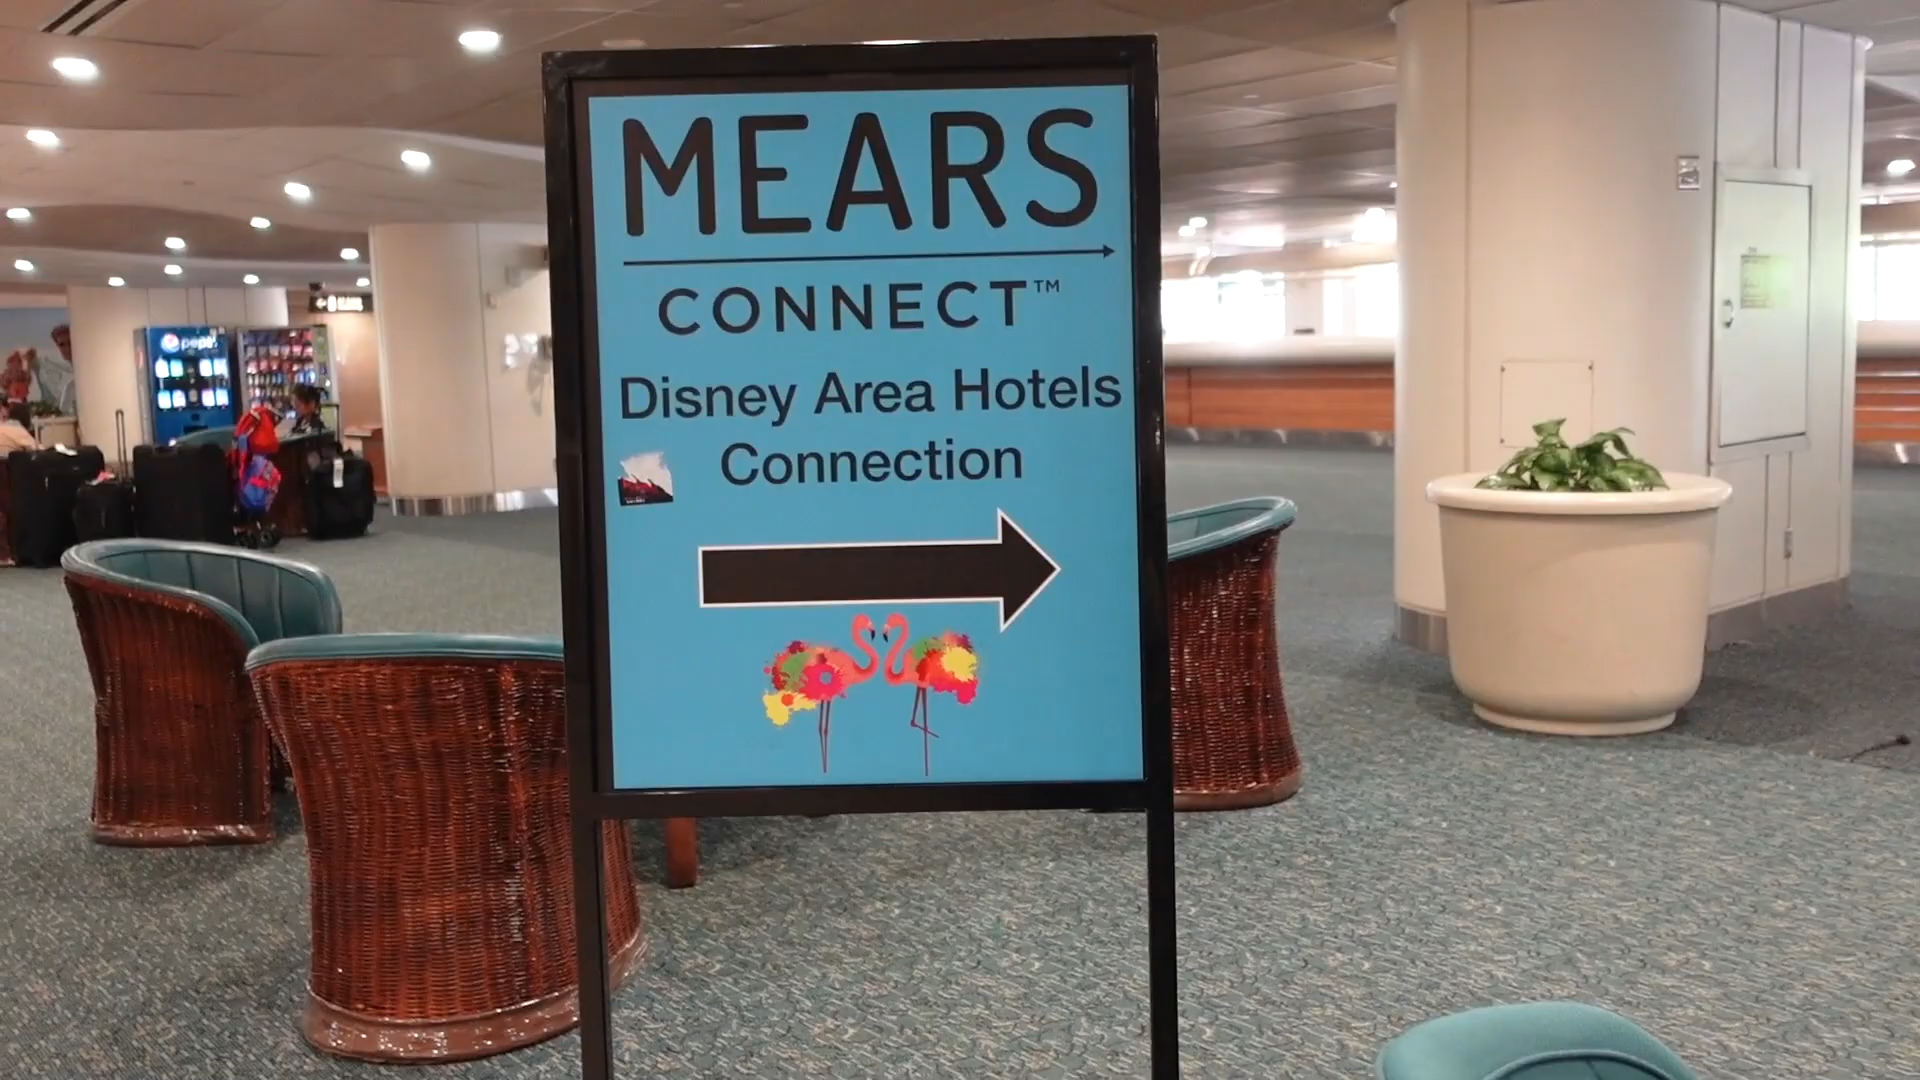 MEARS
CONNECT™
Disney Area Hotels
Connection
pepsi